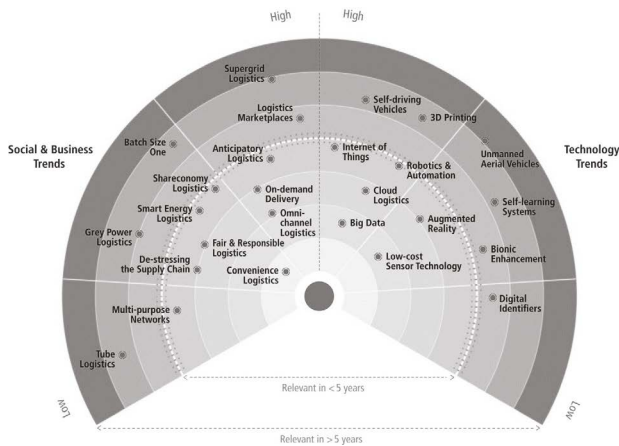 High
High
Supergrid
Logistics
Self-driving
Vehicles
Logistics
Marketplaces
3D Printing
Social & Business
Trends
Batch Size
One
Anticipatory
Logistics
Internet of
Things
Robotics &
Automation
Unmanned
Aerial Vehicles
Technology
Trends
Shareconomy
Logistics
On-demand
Delivery
Cloud
Logistics
Self-learning
Systems
Smart Energy
Logistics
Omni-
channel
Logistics
Big Data
Augmented
Reality
Grey Power
Logistics
Fair & Responsible
Logistics
Bionic
Enhancement
De-stressing
the Supply Chain
Convenience
Logistics
Low-cost
Sensor Technology
Multi-purpose
Networks
Digital
Identifiers
Tube
Logistics
Low
Low
Relevant in < 5 years
Relevant in > 5 years